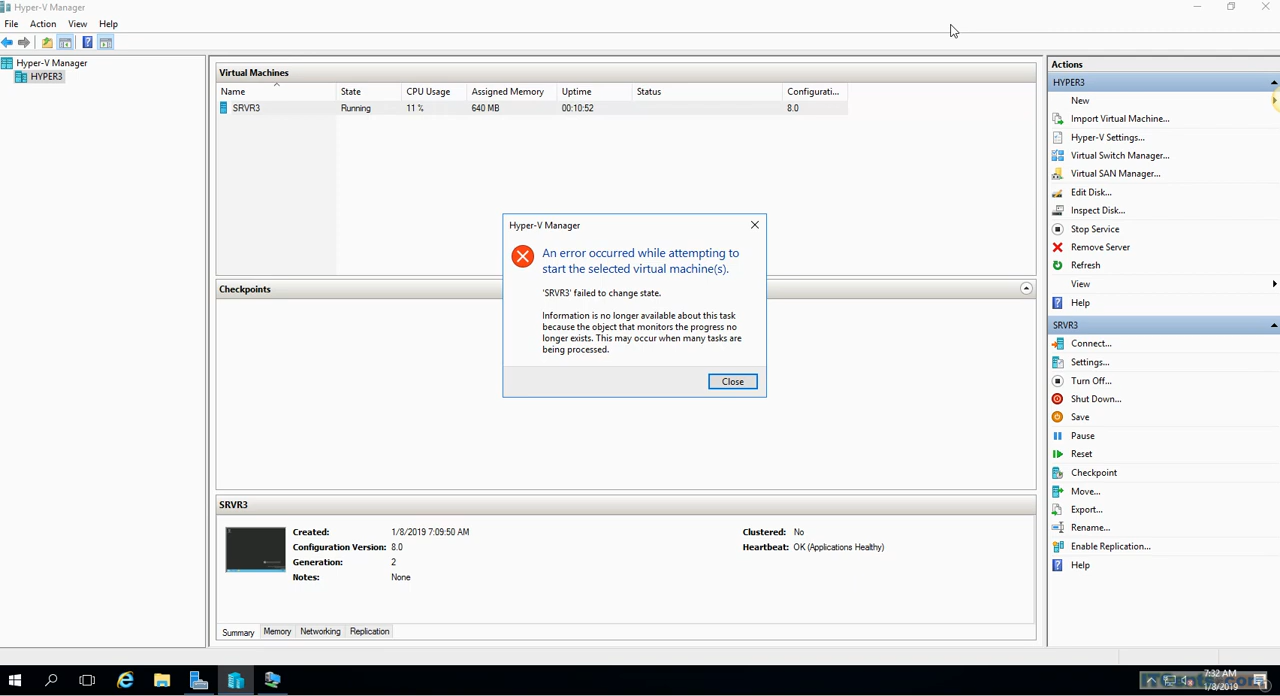 Hyper-V Manager
File Action View Help
Hyper-V Manager
HYPER3
Virtual Machines
Name State CPU Usage Assigned Memory Uptime Status Configurati...
SRVR3 Running 11 % 640 MB 00:10:52 8.0
Hyper-V Manager
An error occurred while attempting to
start the selected virtual machine(s).
'SRVR3' failed to change state.
Information is no longer available about this task
because the object that monitors the progress no
longer exists. This may occur when many tasks are
being processed.
Close
Checkpoints
SRVR3
Created: 1/8/2019 7:09:50 AM Clustered: No
Configuration Version: 8.0 Heartbeat: OK (Applications Healthy)
Generation: 2
Notes: None
Summary Memory Networking Replication
Actions
HYPER3
New
Import Virtual Machine...
Hyper-V Settings...
Virtual Switch Manager...
Virtual SAN Manager...
Edit Disk...
Inspect Disk...
Stop Service
Remove Server
Refresh
View
Help
SRVR3
Connect...
Settings...
Turn Off...
Shut Down...
Save
Pause
Reset
Checkpoint
Move...
Export...
Rename...
Enable Replication...
Help
7:32 AM
1/8/2019